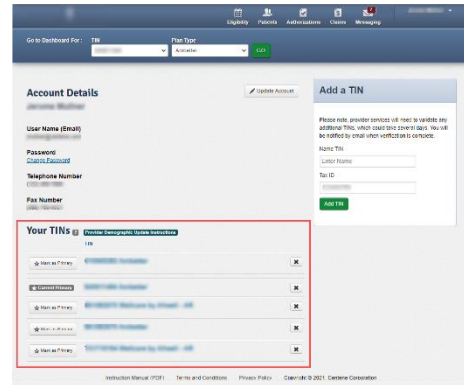 Eligibility Patients Authorizations Claims Messaging
Go to Dashboard For : TIN Plan Type
Ambetter GO
Account Details
Update Account
User Name (Email)
Password
Change Password
Telephone Number
Fax Number
Add a TIN
Please note, provider services will need to validate any
additional TINs, which could take several days. You will
be notified by email when verification is complete.
Name TIN
Enter Name
Tax ID
Add TIN
Your TINs Provider Demographic Update Instructions
TIN
Mark as Primary
Current Primary
Mark as Primary
Mark as Primary
Mark as Primary
Instruction Manual (PDF) Terms and Conditions Privacy Policy Copyright © 2021, Centene Corporation